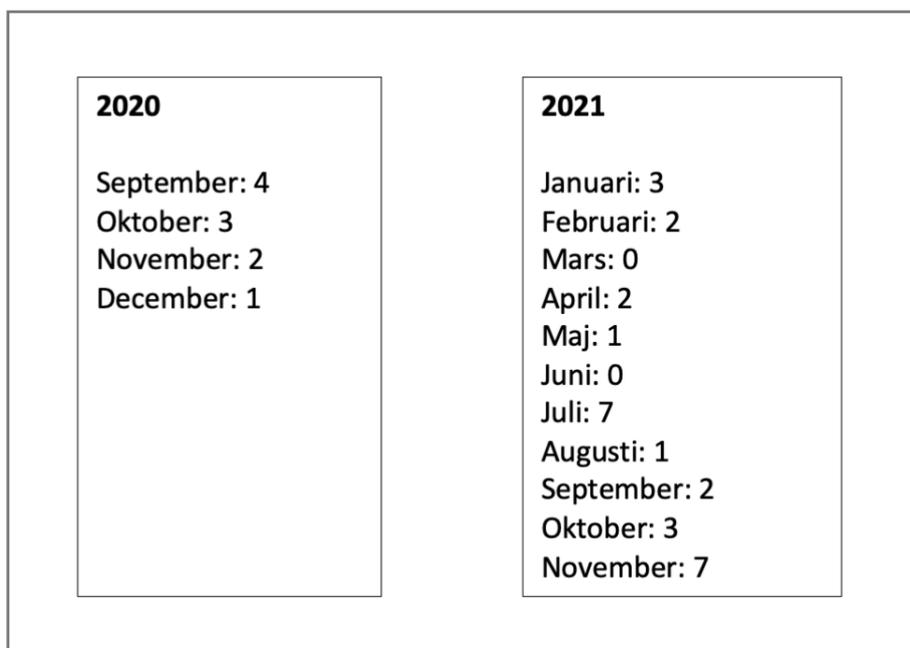 2020
September: 4
Oktober: 3
November: 2
December: 1
2021
Januari: 3
Februari: 2
Mars: 0
April: 2
Maj: 1
Juni: 0
Juli: 7
Augusti: 1
September: 2
Oktober: 3
November: 7